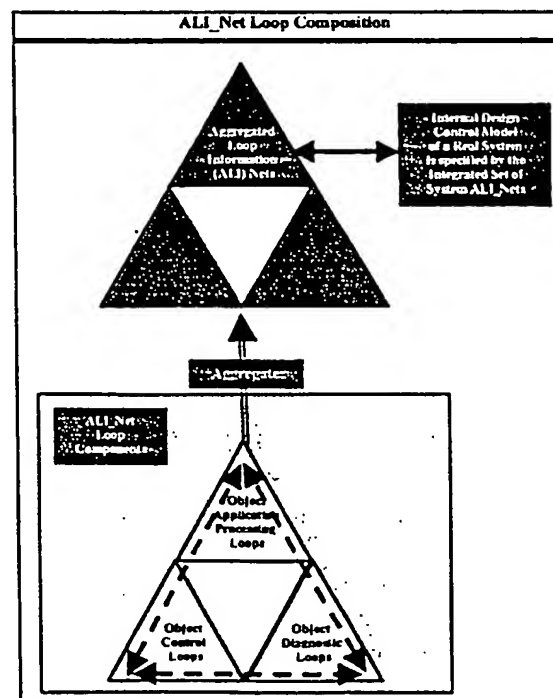 ALI_Net Loop Composition
Aggregated
Loop
Information
(ALI) Nets
Internal Design
Control Model
of a Real System
is specified by the
Integrated Set of
System ALI_Nets
Aggregate
ALI_Net
Loop
Components
Object
Application
Processing
Loops
Object
Control
Loops
Object
Diagnostic
Loops